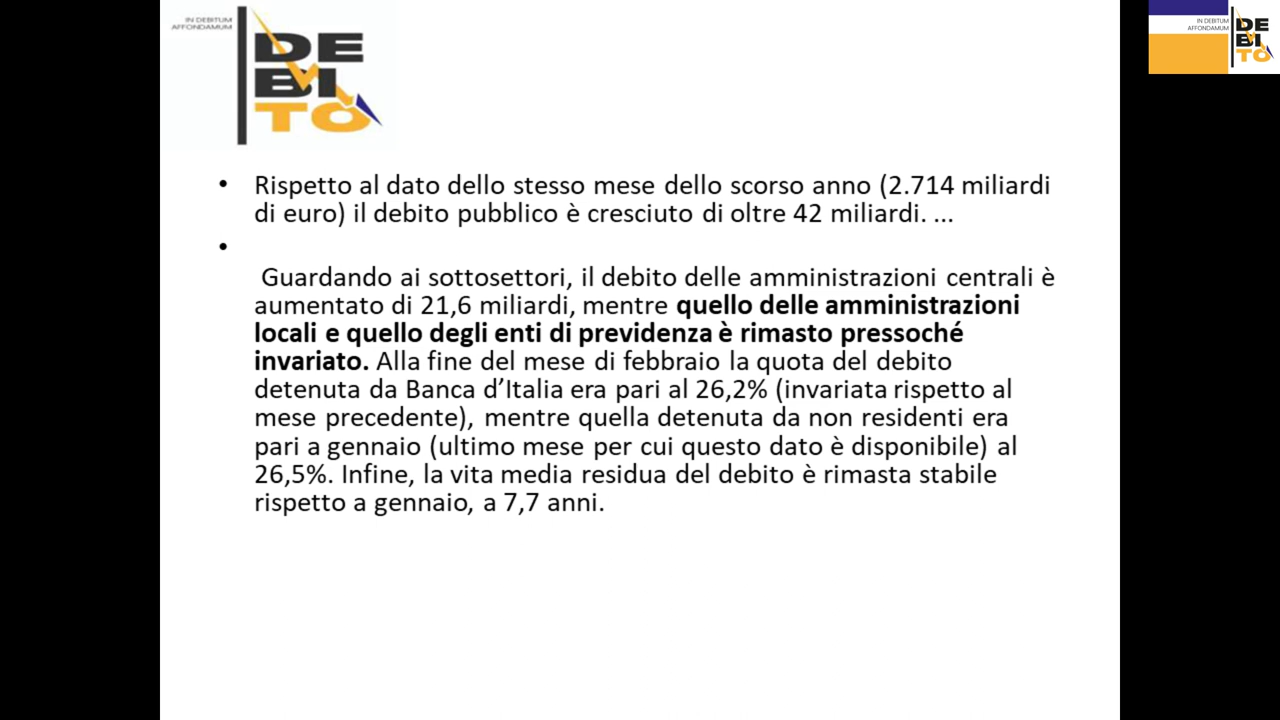 IN DEBITUM
AFFONDAMUM
DE
BI
TO
IN DEBITUM
AFFONDAMUM
DE
BI
TO
• Rispetto al dato dello stesso mese dello scorso anno (2.714 miliardi
di euro) il debito pubblico è cresciuto di oltre 42 miliardi. ...
•
Guardando ai sottosettori, il debito delle amministrazioni centrali è
aumentato di 21,6 miliardi, mentre quello delle amministrazioni
locali e quello degli enti di previdenza è rimasto pressoché
invariato. Alla fine del mese di febbraio la quota del debito
detenuta da Banca d’Italia era pari al 26,2% (invariata rispetto al
mese precedente), mentre quella detenuta da non residenti era
pari a gennaio (ultimo mese per cui questo dato è disponibile) al
26,5%. Infine, la vita media residua del debito è rimasta stabile
rispetto a gennaio, a 7,7 anni.